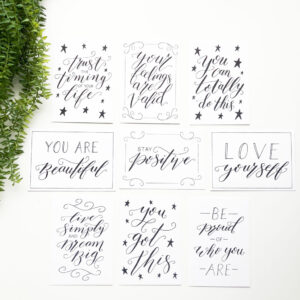 trust
the timing
OF YOUR
life
Your
feelings
are
Valid.
You
can
totally
do this.
YOU ARE
Beautiful
STAY
positive
LOVE
yourself
live
simply
AND
Dream
Big
you
got
this
-BE-
proud
-OF-
who you
-ARE-